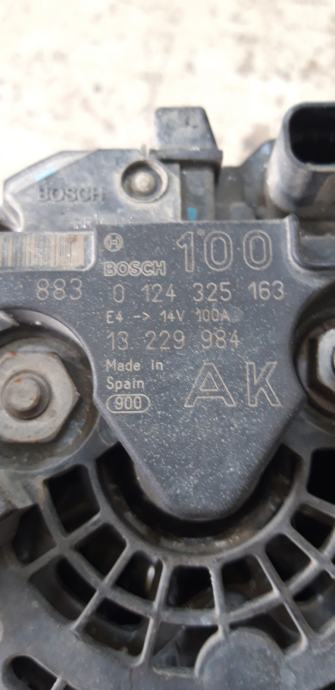 BOSCH
BOSCH 100
883 0 124 325 163
E4 -> 14V 100A
13 229 984
Made in
Spain
900
AK